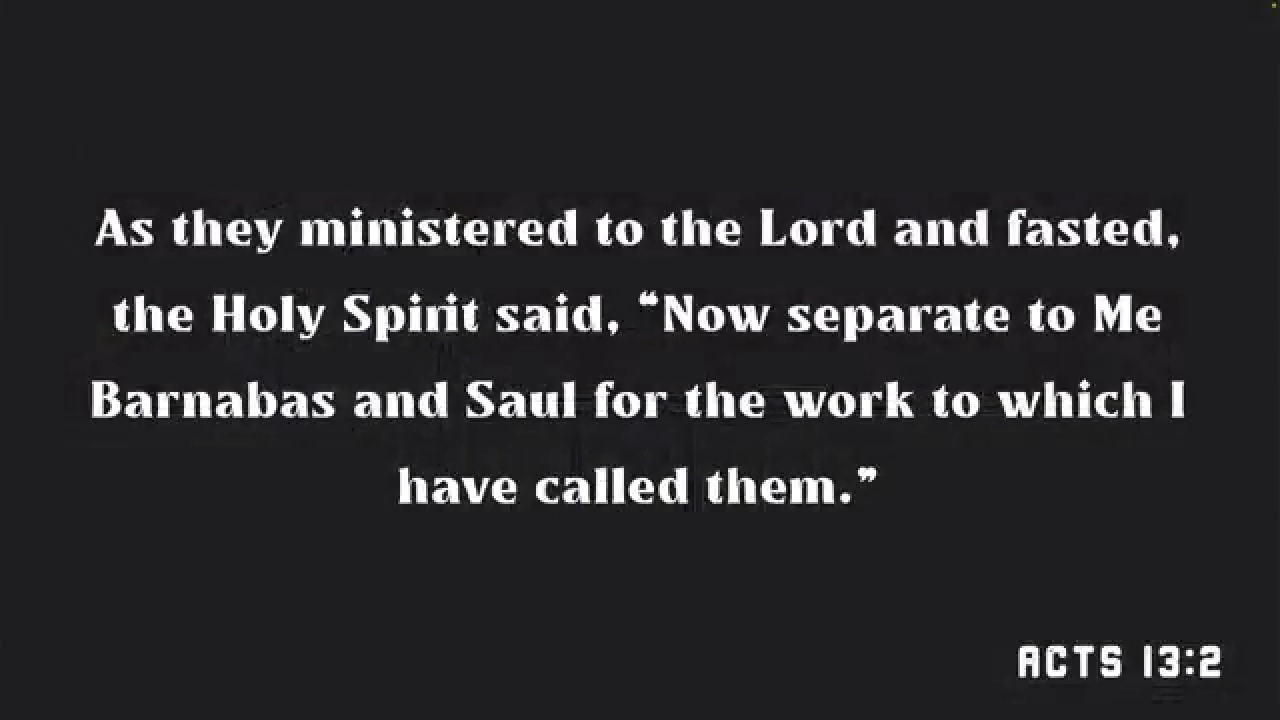 As they ministered to the Lord and fasted,
the Holy Spirit said, “Now separate to Me
Barnabas and Saul for the work to which I
have called them.”
ACTS 13:2